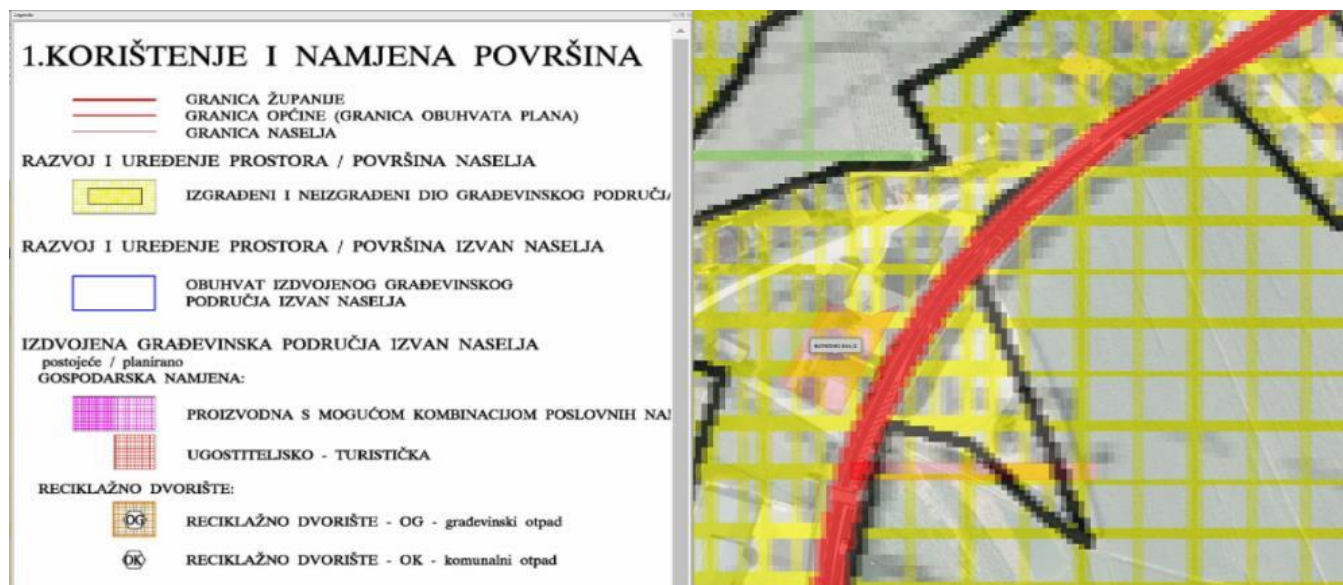 Legenda
1.KORIŠTENJE I NAMJENA POVRŠINA
GRANICA ŽUPANIJE
GRANICA OPĆINE (GRANICA OBUHVATA PLANA)
GRANICA NASELJA
RAZVOJ I UREĐENJE PROSTORA / POVRŠINA NASELJA
IZGRAĐENI I NEIZGRAĐENI DIO GRAĐEVINSKOG PODRUČJA
RAZVOJ I UREĐENJE PROSTORA / POVRŠINA IZVAN NASELJA
OBUHVAT IZDVOJENOG GRAĐEVINSKOG
PODRUČJA IZVAN NASELJA
IZDVOJENA GRAĐEVINSKA PODRUČJA IZVAN NASELJA
postojeće / planirano
GOSPODARSKA NAMJENA:
PROIZVODNA S MOGUĆOM KOMBINACIJOM POSLOVNIH NA
UGOSTITELJSKO - TURISTIČKA
RECIKLAŽNO DVORIŠTE:
OG RECIKLAŽNO DVORIŠTE - OG - građevinski otpad
OK RECIKLAŽNO DVORIŠTE - OK - komunalni otpad